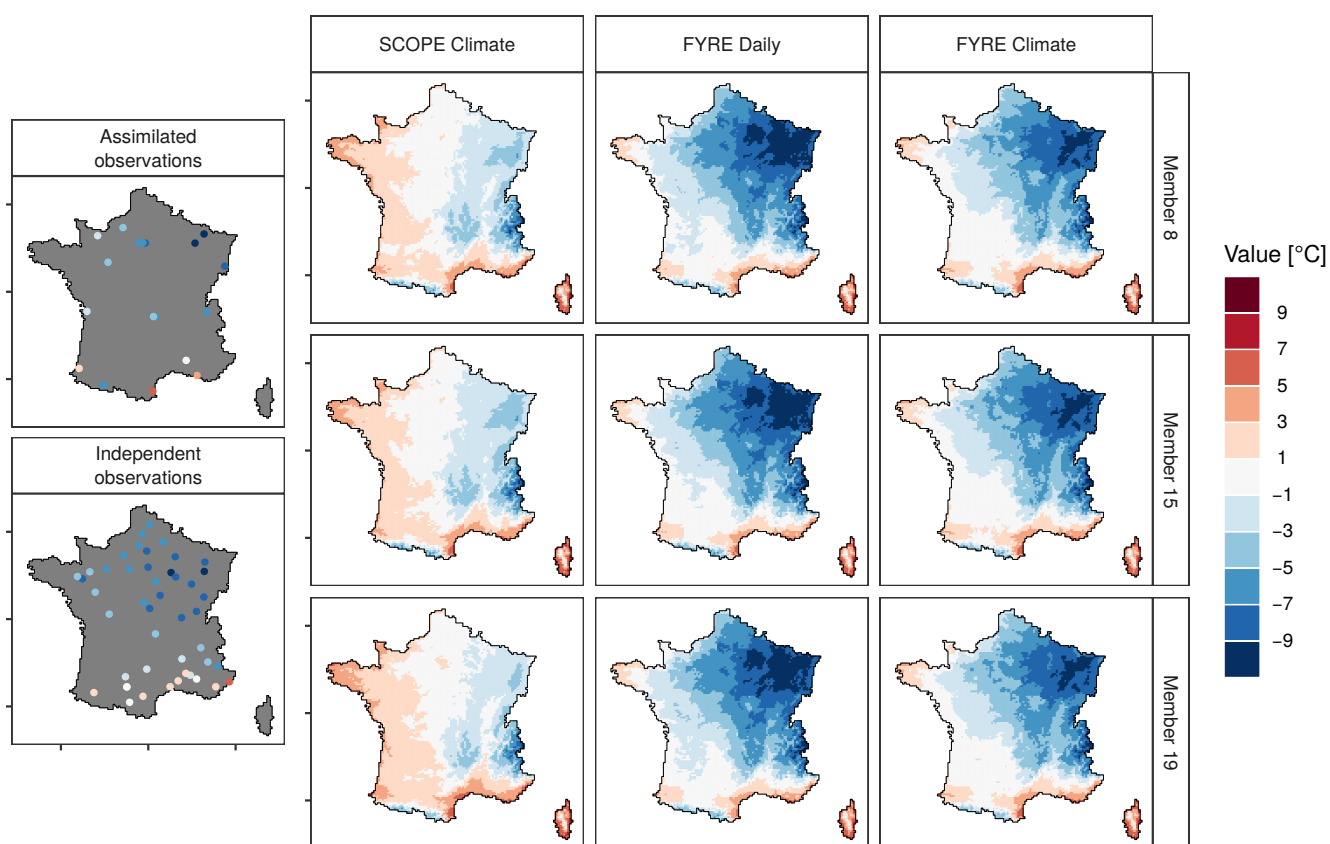 SCOPE Climate
FYRE Daily
FYRE Climate
Assimilated
observations
Independent
observations
Member 8
Member 15
Member 19
Value [°C]
9
7
5
3
1
−1
−3
−5
−7
−9